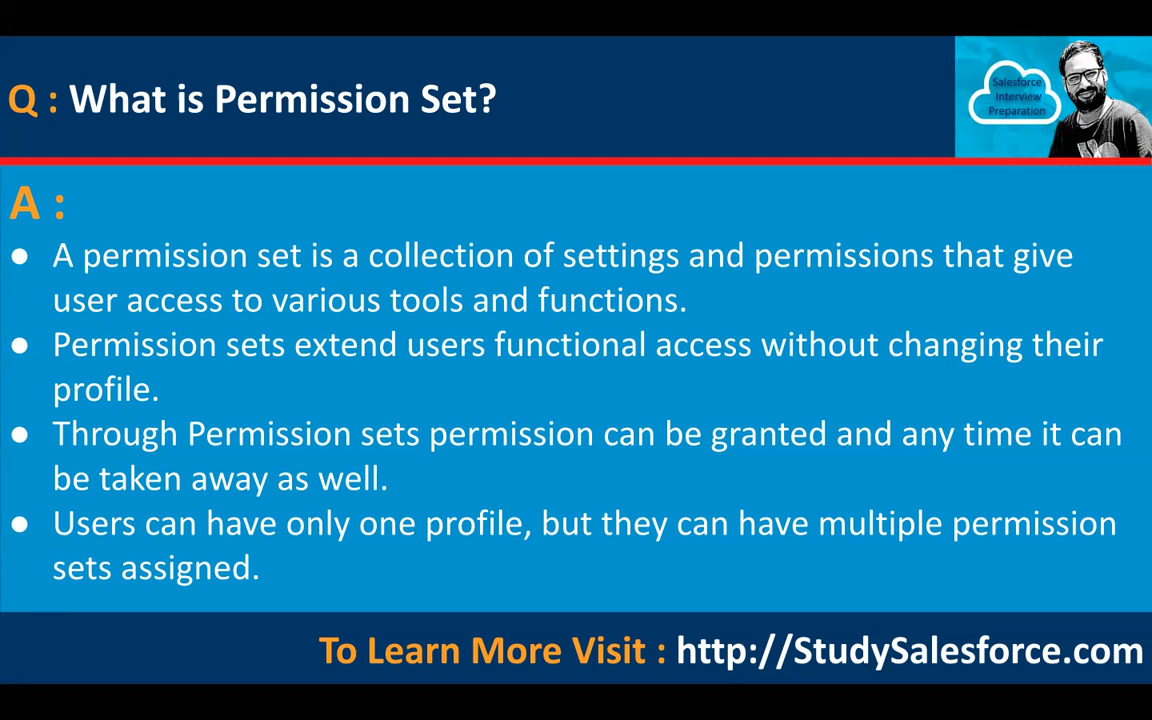 Q : What is Permission Set?
Salesforce
Interview
Preparation
A :
● A permission set is a collection of settings and permissions that give
user access to various tools and functions.
● Permission sets extend users functional access without changing their
profile.
● Through Permission sets permission can be granted and any time it can
be taken away as well.
● Users can have only one profile, but they can have multiple permission
sets assigned.
To Learn More Visit : http://StudySalesforce.com